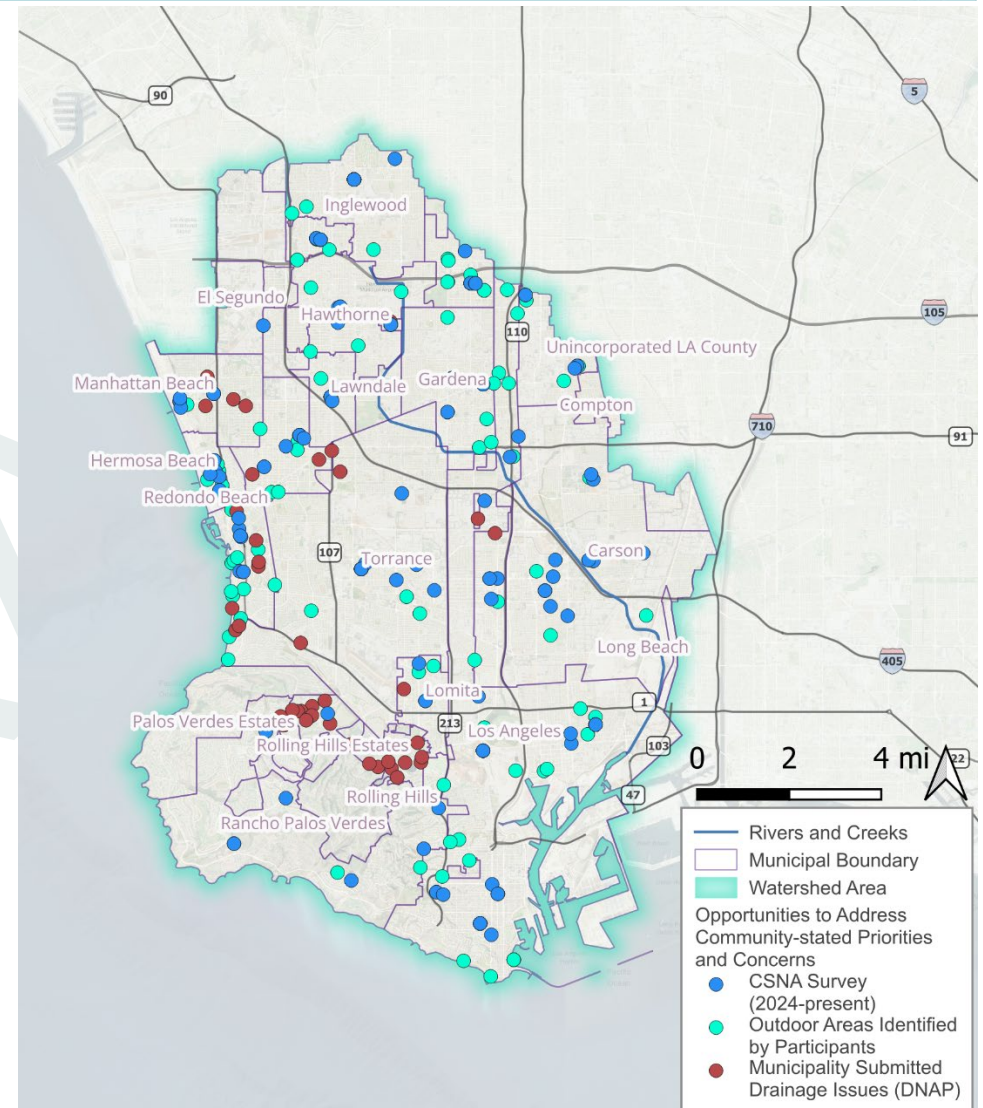 90
5
Inglewood
El Segundo
Hawthorne
105
110
Unincorporated LA County
Manhattan Beach
Lawndale
Gardena
Compton
710
91
Hermosa Beach
Redondo Beach
107
Torrance
Carson
Long Beach
405
Lomita
1
Palos Verdes Estates
213
Los Angeles
Rolling Hills Estates
103
0 2 4 mi
22
Rolling Hills
47
Rancho Palos Verdes
Rivers and Creeks
Municipal Boundary
Watershed Area
Opportunities to Address
Community-stated Priorities
and Concerns
CSNA Survey
(2024-present)
Outdoor Areas Identified
by Participants
Municipality Submitted
Drainage Issues (DNAP)